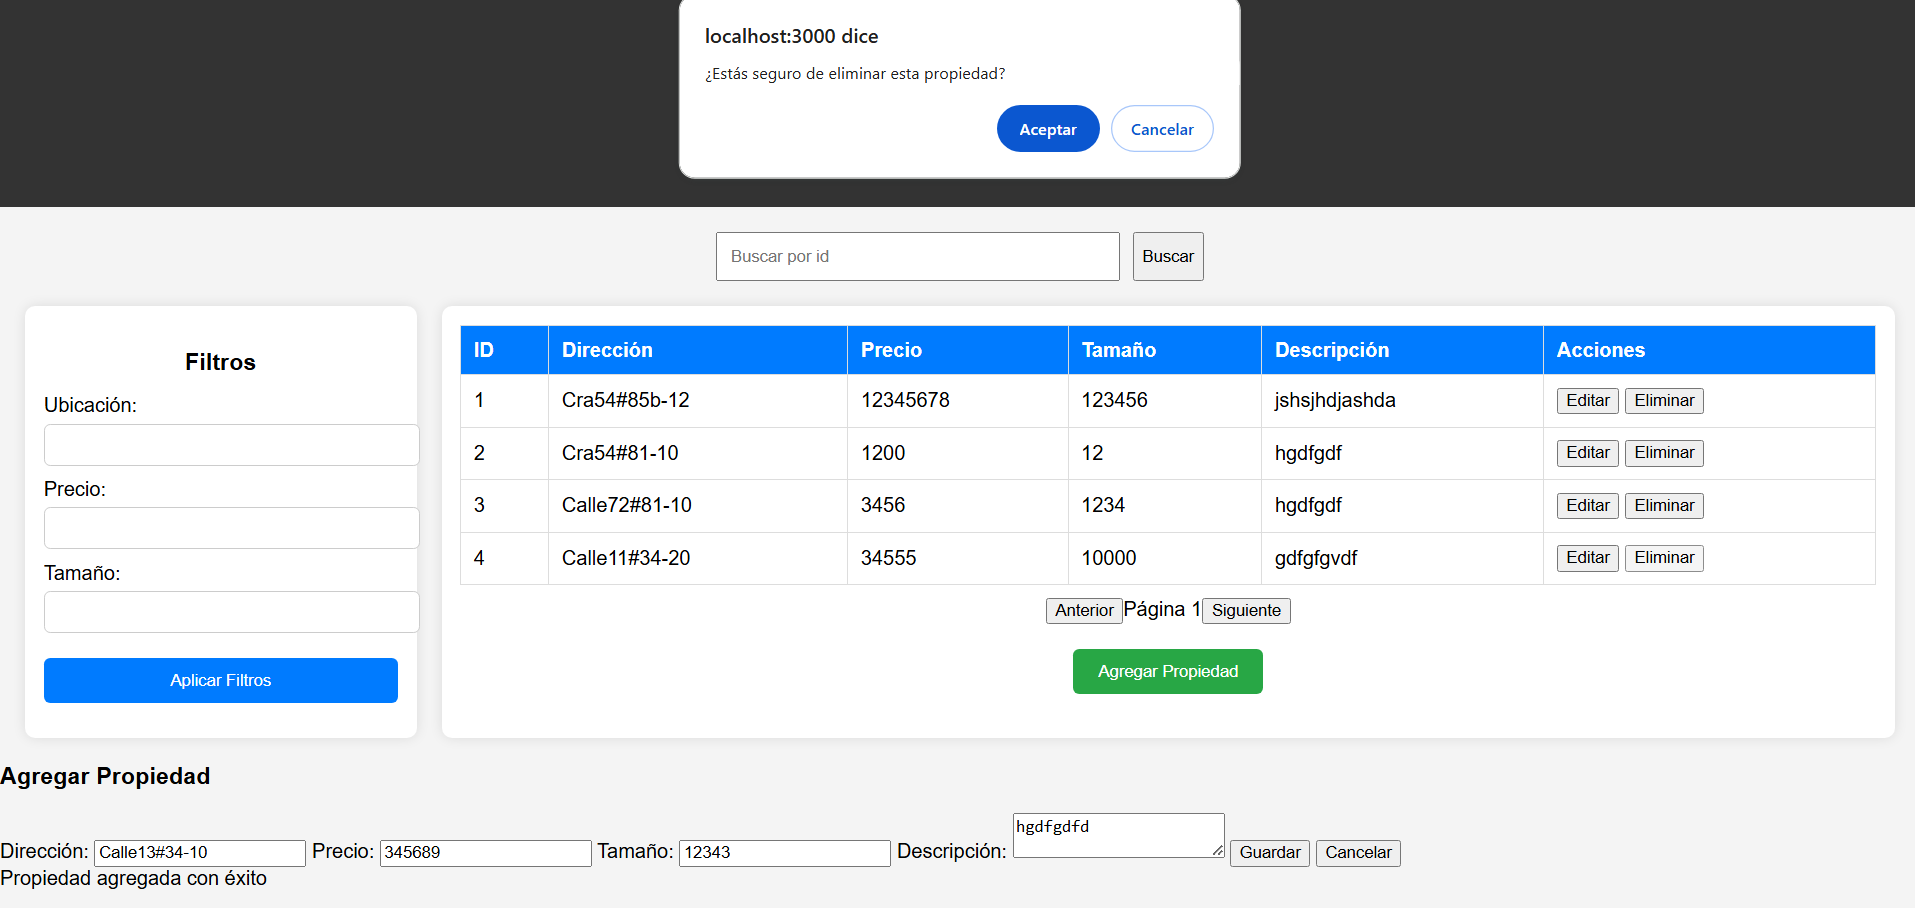 localhost:3000 dice
¿Estás seguro de eliminar esta propiedad?
Aceptar Cancelar
Buscar por id Buscar
Filtros
Ubicación:
Precio:
Tamaño:
Aplicar Filtros
ID Dirección Precio Tamaño Descripción Acciones
1 Cra54#85b-12 12345678 123456 jshsjhdjashda Editar Eliminar
2 Cra54#81-10 1200 12 hgdfgdf Editar Eliminar
3 Calle72#81-10 3456 1234 hgdfgdf Editar Eliminar
4 Calle11#34-20 34555 10000 gdfgfgvdf Editar Eliminar
Anterior Página 1 Siguiente
Agregar Propiedad
Agregar Propiedad
Dirección: Calle13#34-10 Precio: 345689 Tamaño: 12343 Descripción: hgdfgdfd Guardar Cancelar
Propiedad agregada con éxito